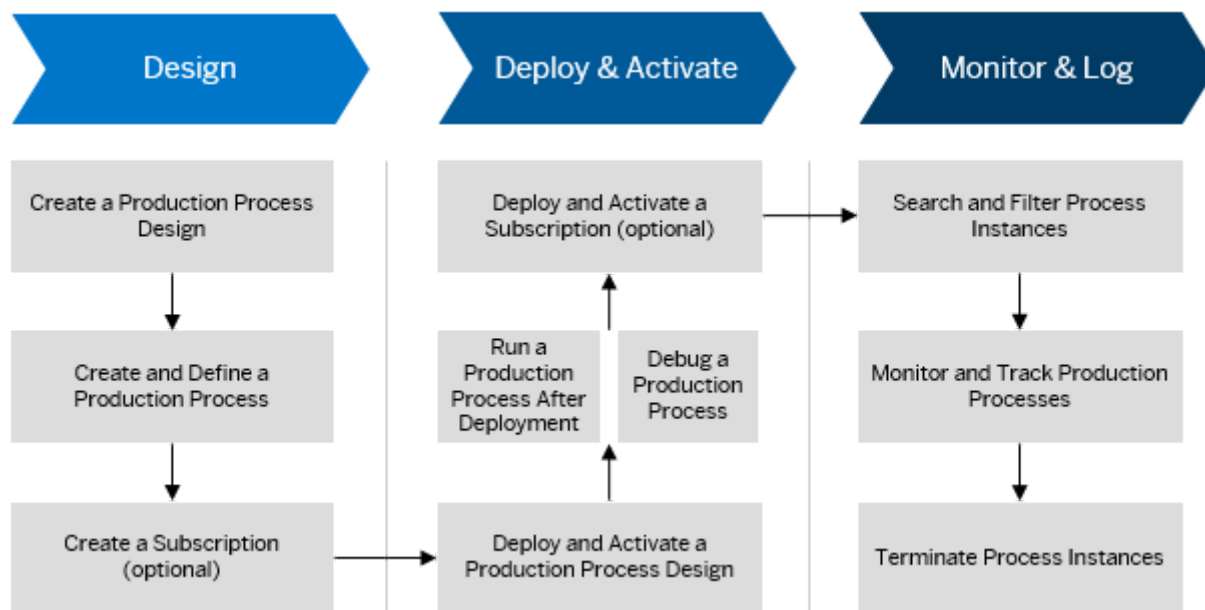 Design
Deploy & Activate
Monitor & Log
Create a Production Process
Design
Create and Define a
Production Process
Create a Subscription
(optional)
Deploy and Activate a
Subscription (optional)
Run a
Production
Process After
Deployment
Debug a
Production
Process
Deploy and Activate a
Production Process Design
Search and Filter Process
Instances
Monitor and Track Production
Processes
Terminate Process Instances